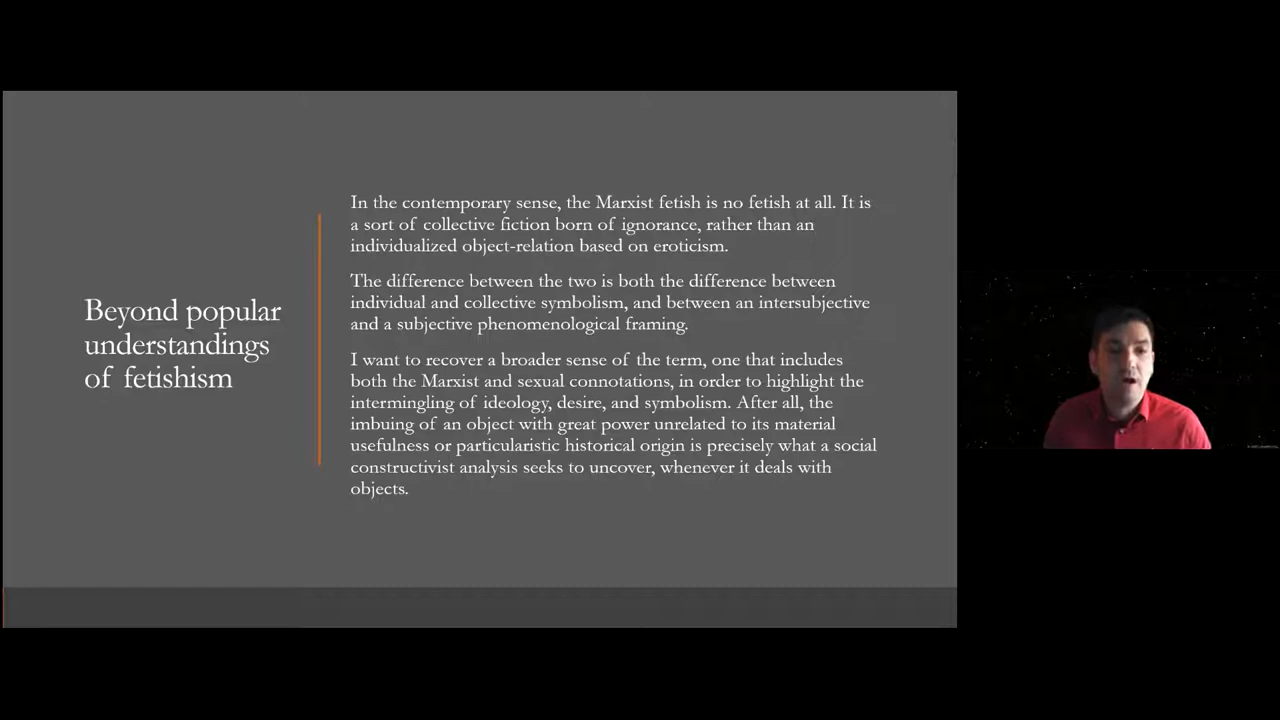 Beyond popular
understandings
of fetishism
In the contemporary sense, the Marxist fetish is no fetish at all. It is
a sort of collective fiction born of ignorance, rather than an
individualized object-relation based on eroticism.
The difference between the two is both the difference between
individual and collective symbolism, and between an intersubjective
and a subjective phenomenological framing.
I want to recover a broader sense of the term, one that includes
both the Marxist and sexual connotations, in order to highlight the
intermingling of ideology, desire, and symbolism. After all, the
imbuing of an object with great power unrelated to its material
usefulness or particularistic historical origin is precisely what a social
constructivist analysis seeks to uncover, whenever it deals with
objects.